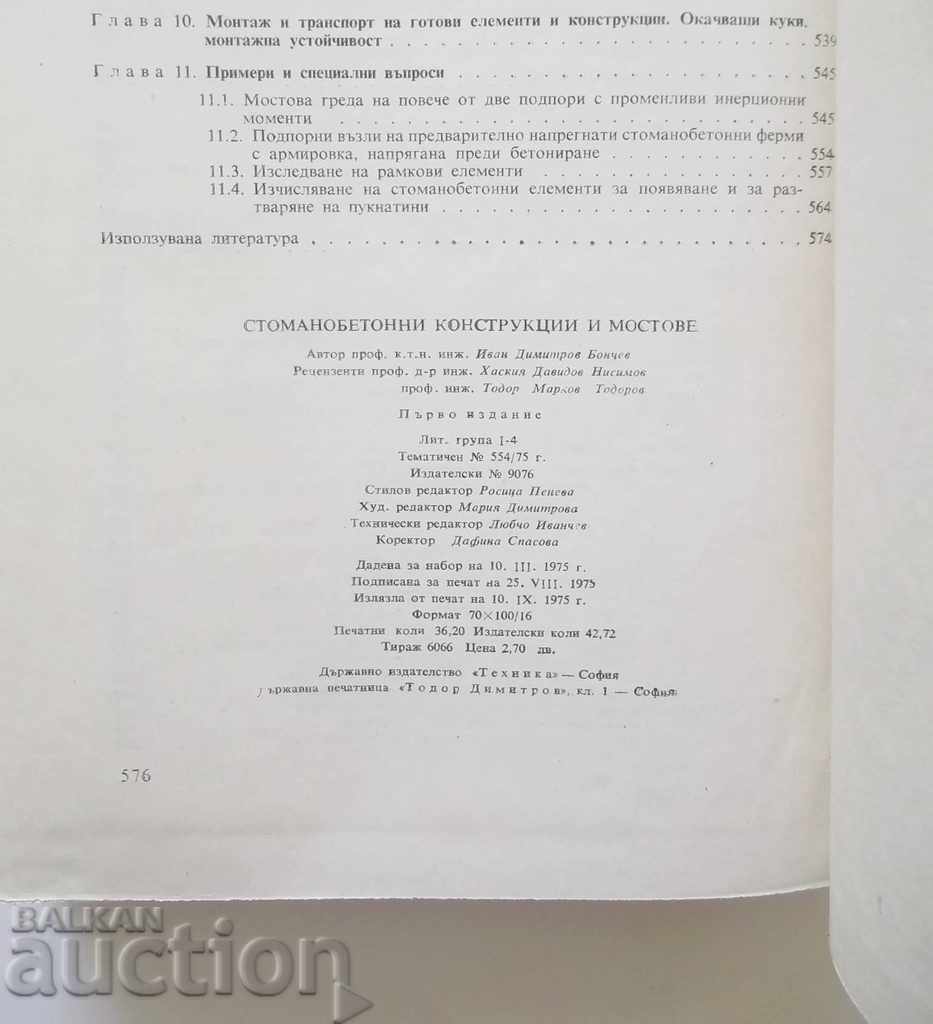 Глава 10. Монтаж и транспорт на готови елементи и конструкции. Окачващи куки,
монтажна устойчивост . . . . . . . . . . . . . . . . . . . . 539
Глава 11. Примери и специални въпроси . . . . . . . . . . . . . . . . . 545
11.1. Мостова греда на повече от две подпори с променливи инерционни
моменти . . . . . . . . . . . . . . . . . . . . . . 545
11.2. Подпорни възли на предварително напрегнати стоманобетонни ферми
с армировка, напрягана преди бетониране . . . . . . . . . . 554
11.3. Изследване на рамкови елементи . . . . . . . . . . . . . 557
11.4. Изчисляване на стоманобетонни елементи за появяване и за раз-
тваряне на пукнатини . . . . . . . . . . . . . . . . . 564
Използувана литература . . . . . . . . . . . . . . . . . . . . . . 574
СТОМАНОБЕТОННИ КОНСТРУКЦИИ И МОСТОВЕ
Автор проф. к.т.н. инж. Иван Димитров Бончев
Рецензенти проф. д-р инж. Хаския Давидов Нисимов
проф. инж. Тодор Марков Тодоров
Първо издание
Лит. група I-4
Тематичен № 554/75 г.
Издателски № 9076
Стилов редактор Росица Пенева
Худ. редактор Мария Димитрова
Технически редактор Любчо Иванчев
Коректор Дафина Спасова
Дадена за набор на 10. III. 1975 г.
Подписана за печат на 25. VIII. 1975
Излязла от печат на 10. IX. 1975 г.
Формат 70×100/16
Печатни коли 36,20 Издателски коли 42,72
Тираж 6066 Цена 2,70 дв.
Държавно издателство «Техника» — София
ържавна печатница «Тодор Димитров», кл. 1 — София
576
BALKAN
auction